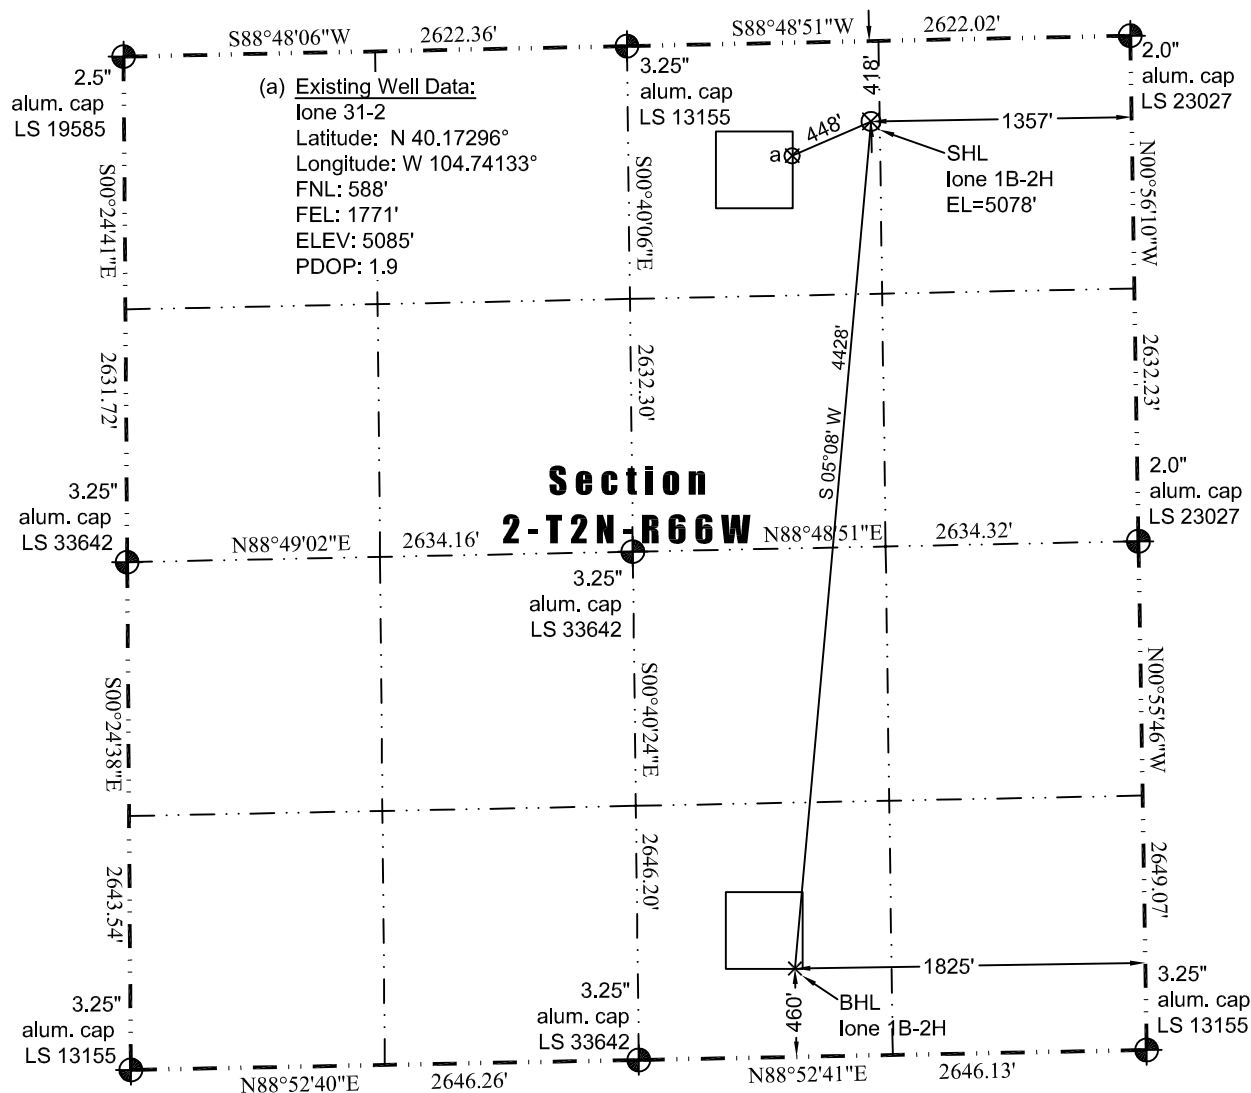 S88°48'06"W
2622.36'
S88°48'51"W
2622.02'
2.5"
alum. cap
LS 19585
(a) Existing Well Data:
Ione 31-2
Latitude: N 40.17296°
Longitude: W 104.74133°
FNL: 588'
FEL: 1771'
ELEV: 5085'
PDOP: 1.9
3.25"
alum. cap
LS 13155
418'
2.0"
alum. cap
LS 23027
448'
1357'
a
SHL
Ione 1B-2H
EL=5078'
S00°24'41"E
S00°40'06"E
N00°56'10"W
2631.72'
2632.30'
4428'
S 05°08' W
2632.23'
Section
2-T2N-R66W
3.25"
alum. cap
LS 33642
2.0"
alum. cap
LS 23027
N88°49'02"E
2634.16'
N88°48'51"E
2634.32'
3.25"
alum. cap
LS 33642
S00°24'38"E
S00°40'24"E
N00°55'46"W
2643.54'
2646.20'
2649.07'
1825'
460'
BHL
Ione 1B-2H
3.25"
alum. cap
LS 13155
3.25"
alum. cap
LS 33642
3.25"
alum. cap
LS 13155
N88°52'40"E
2646.26'
N88°52'41"E
2646.13'